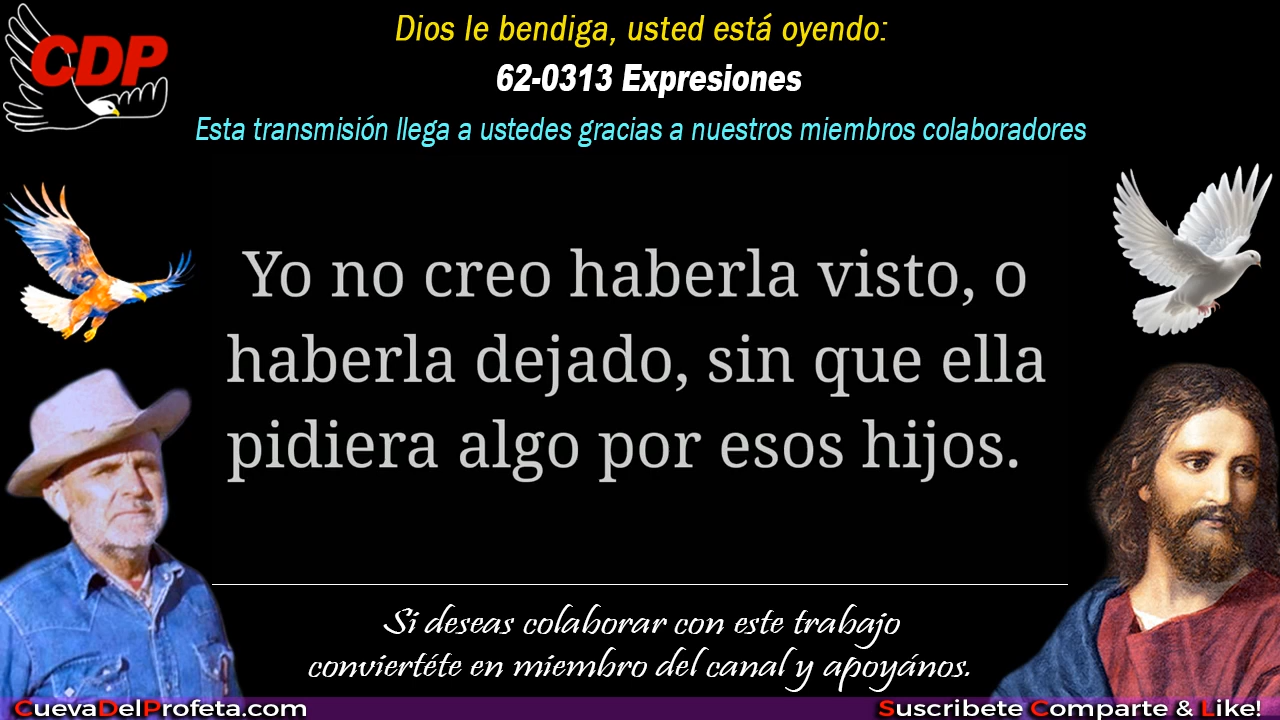 CDP
Dios le bendiga, usted está oyendo:
62-0313 Expresiones
Esta transmisión llega a ustedes gracias a nuestros miembros colaboradores
Yo no creo haberla visto, o
haberla dejado, sin que ella
pidiera algo por esos hijos.
Si deseas colaborar con este trabajo
conviertéte en miembro del canal y apoyános.
CuevaDelProfeta.com
Suscribete Comparte & Like!